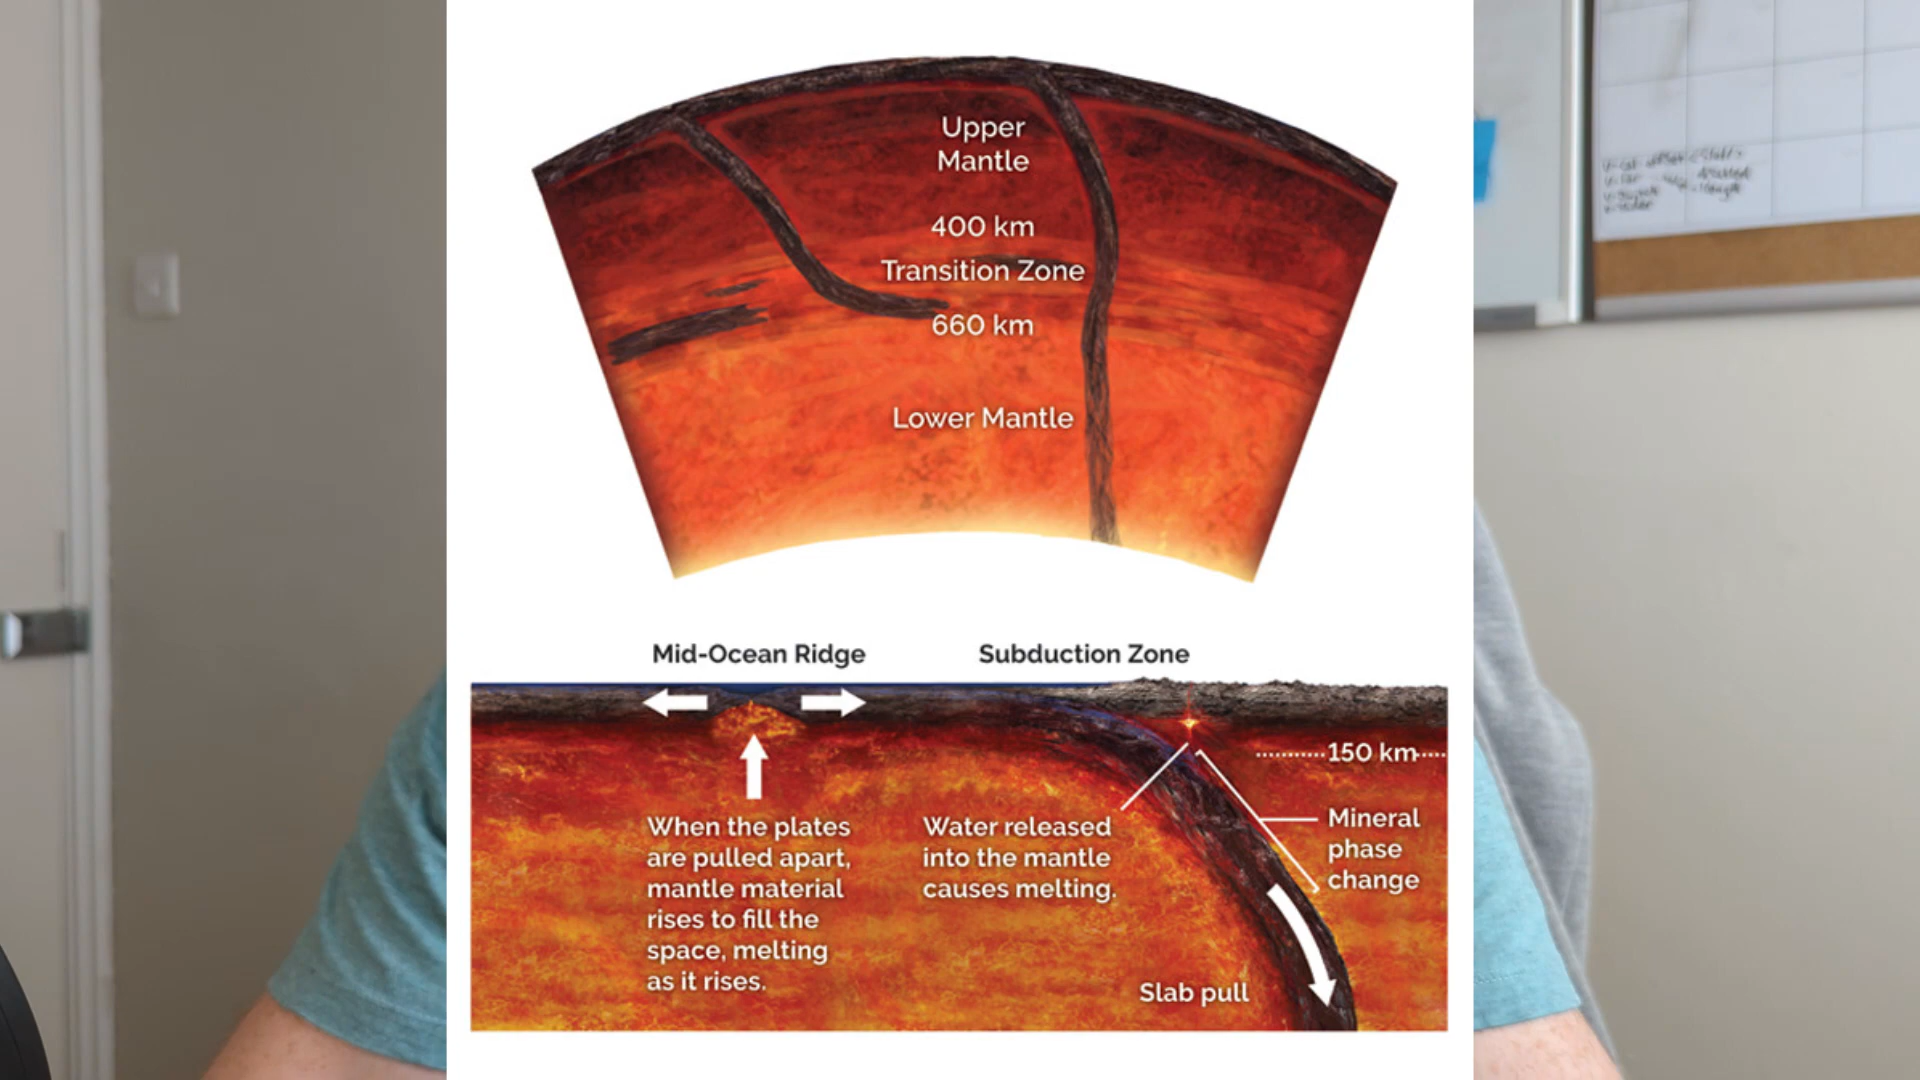 Upper
Mantle
400 km
Transition Zone
660 km
Lower Mantle
Mid-Ocean Ridge
Subduction Zone
150 km
When the plates
are pulled apart,
mantle material
rises to fill the
space, melting
as it rises.
Water released
into the mantle
causes melting.
Mineral
phase
change
Slab pull